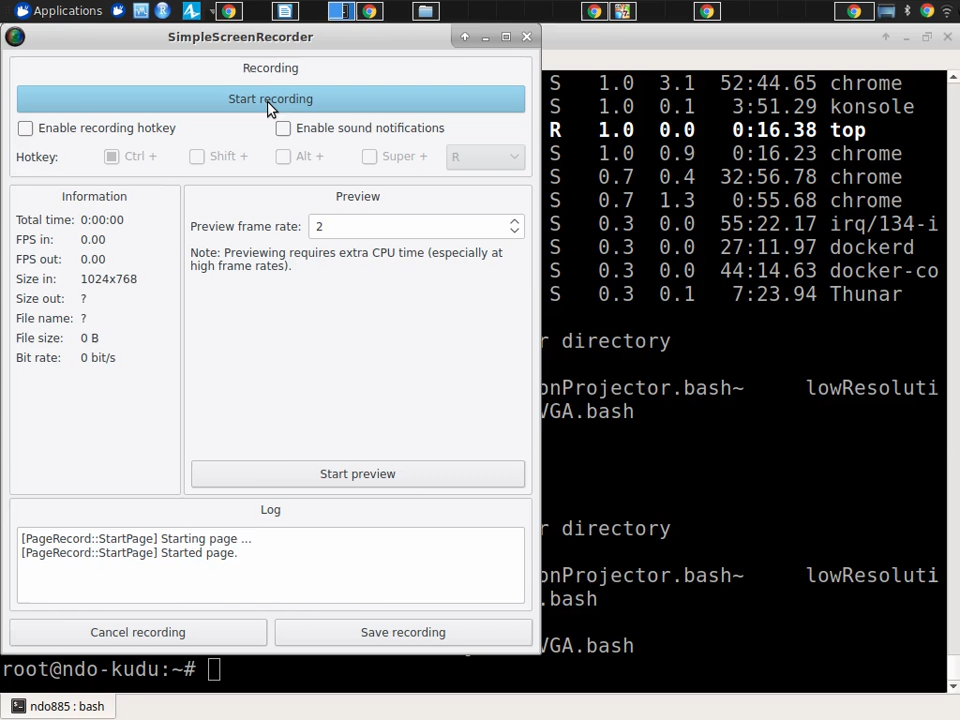 Applications
SimpleScreenRecorder
Recording
Start recording
Enable recording hotkey
Enable sound notifications
Hotkey:
Ctrl +
Shift +
Alt +
Super +
R
Information
Total time: 0:00:00
FPS in: 0.00
FPS out: 0.00
Size in: 1024x768
Size out: ?
File name: ?
File size: 0 B
Bit rate: 0 bit/s
Preview
Preview frame rate: 2
Note: Previewing requires extra CPU time (especially at
high frame rates).
Start preview
Log
[PageRecord::StartPage] Starting page ...
[PageRecord::StartPage] Started page.
Cancel recording
Save recording
S 1.0 3.1 52:44.65 chrome
S 1.0 0.1 3:51.29 konsole
R 1.0 0.0 0:16.38 top
S 1.0 0.9 0:16.23 chrome
S 0.7 0.4 32:56.78 chrome
S 0.7 1.3 0:55.68 chrome
S 0.3 0.0 55:22.17 irq/134-i
S 0.3 0.0 27:11.97 dockerd
S 0.3 0.0 44:14.63 docker-co
S 0.3 0.1 7:23.94 Thunar
r directory
onProjector.bash~ lowResoluti
VGA.bash
r directory
onProjector.bash~ lowResoluti
.bash
VGA.bash
root@ndo-kudu:~#
ndo885 : bash